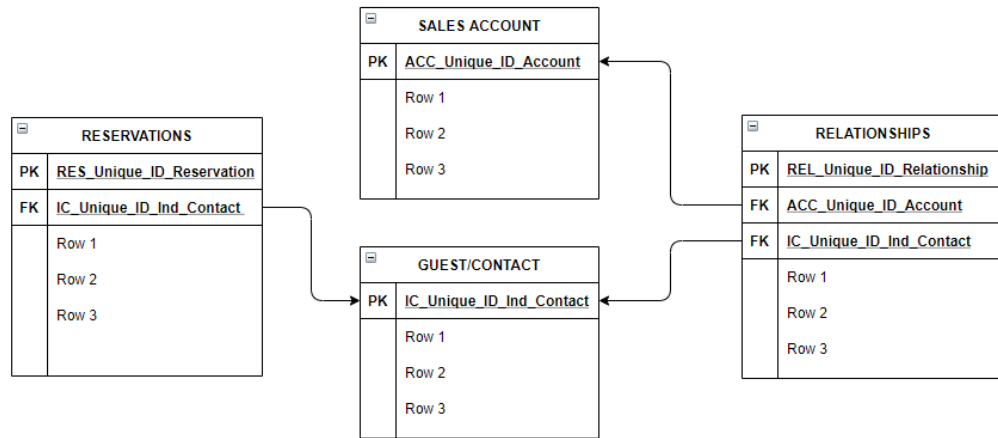 SALES ACCOUNT
PK ACC_Unique_ID_Account
Row 1
Row 2
Row 3
RESERVATIONS
PK RES_Unique_ID_Reservation
FK IC_Unique_ID_Ind_Contact
Row 1
Row 2
Row 3
GUEST/CONTACT
PK IC_Unique_ID_Ind_Contact
Row 1
Row 2
Row 3
RELATIONSHIPS
PK REL_Unique_ID_Relationship
FK ACC_Unique_ID_Account
FK IC_Unique_ID_Ind_Contact
Row 1
Row 2
Row 3